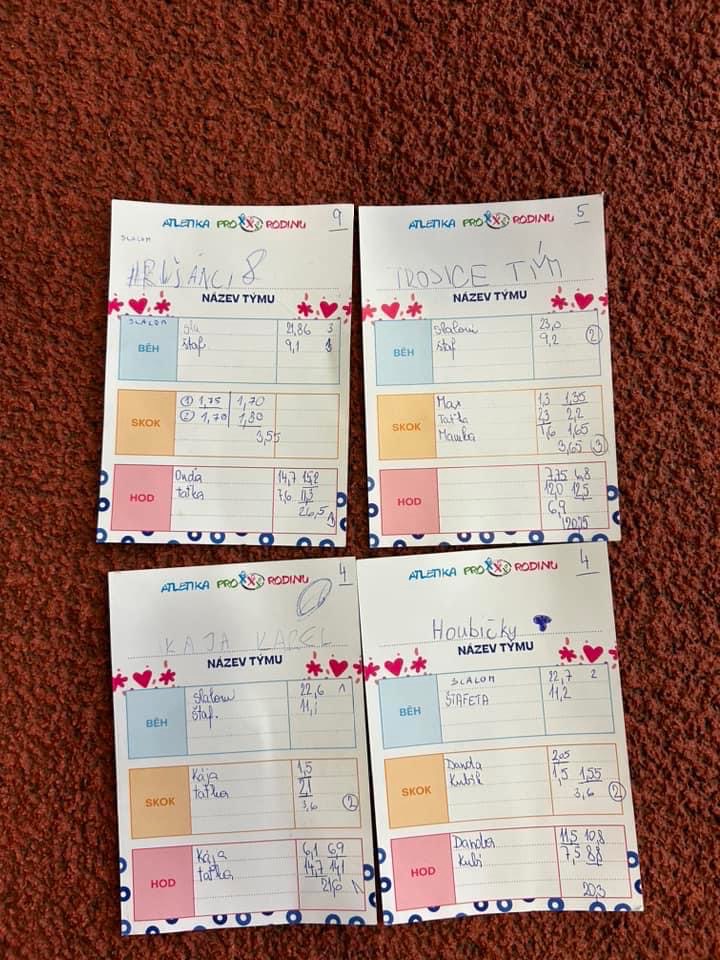 9
ATLETIKA PRO RODINU
SLALOM
HRUŠÁNCI 8
NÁZEV TÝMU
SLALOM
BĚH
21,86 3
štaf 9,1
SKOK
① 1,75 1,70
② 1,70 1,80
3,55
HOD
Onda 14,7 15,2
taťka 7,6 11,3
26,5
5
ATLETIKA PRO RODINU
TROJICE TÝM
NÁZEV TÝMU
BĚH
slalom 23,0
štaf 9,2 ②
SKOK
Max 1,3 1,35
Taťka 2,3 2,2
Mamka 1,6 1,65
3,65 ③
HOD
7,75 6,8
12,0 12,5
6,9
4
ATLETIKA PRO RODINU
KAJA KAREL
NÁZEV TÝMU
BĚH
slalom 22,6 1
štaf.
SKOK
Kája 1,5
taťka 2,1
3,6 ②
HOD
Kája 6,1 6,9
taťka 14,7 14,1
21,6
4
ATLETIKA PRO RODINU
Houbičky
NÁZEV TÝMU
BĚH
SLALOM 22,7 2
ŠTAFETA 11,2
SKOK
Danda 2,05
Kubík 1,5 1,55
3,6 ②
HOD
Danda 11,5 10,8
Kubí 7,5 8,8
20,3